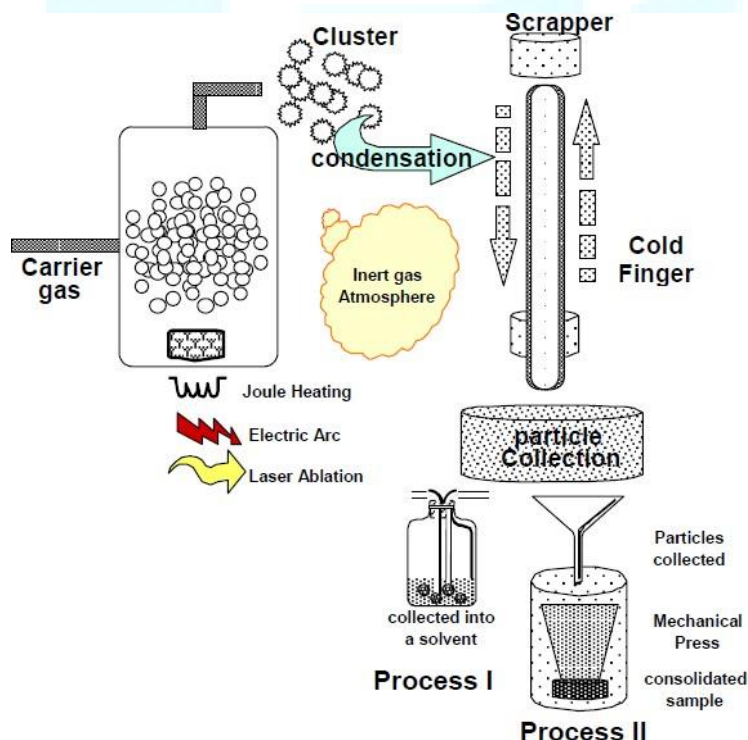 Cluster
Scrapper
condensation
Carrier
gas
Inert gas
Atmosphere
Cold
Finger
Joule Heating
Electric Arc
Laser Ablation
particle
Collection
Particles
collected
collected into
a solvent
Mechanical
Press
Process I
consolidated
sample
Process II